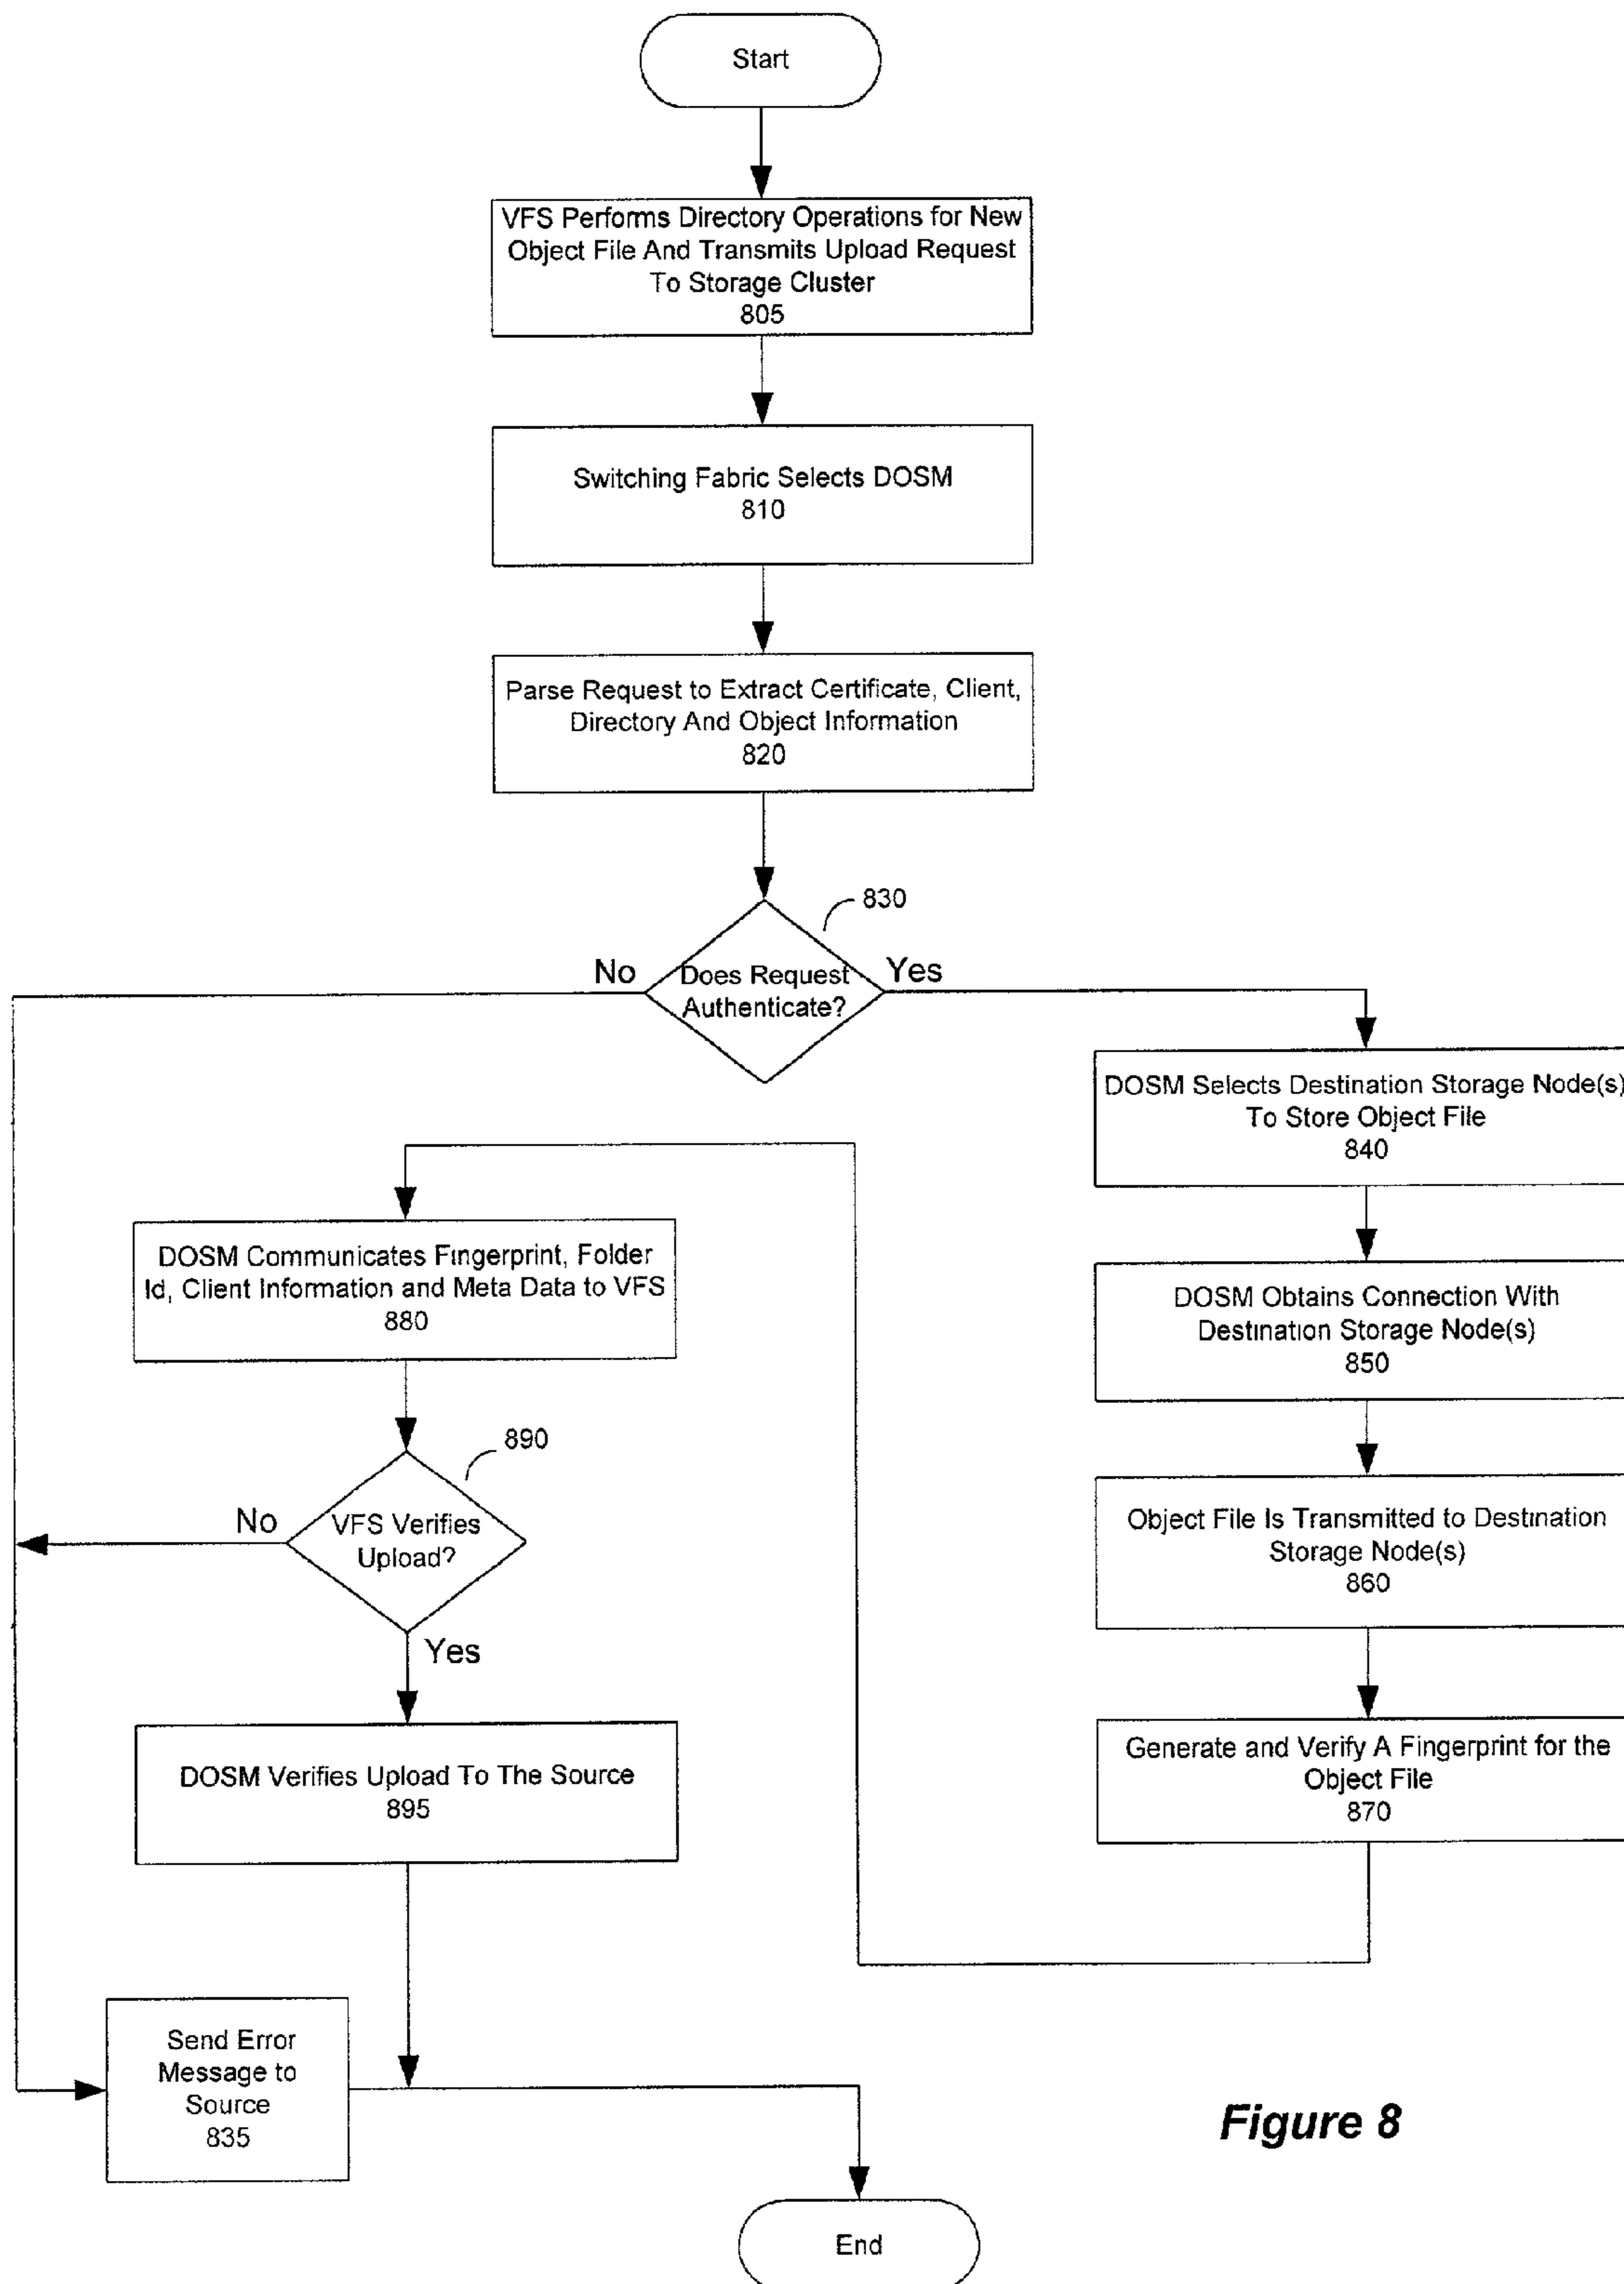 Start
VFS Performs Directory Operations for New
Object File And Transmits Upload Request
To Storage Cluster
805
Switching Fabric Selects DOSM
810
Parse Request to Extract Certificate, Client,
Directory And Object Information
820
830
No
Does Request
Authenticate?
Yes
DOSM Selects Destination Storage Node(s)
To Store Object File
840
DOSM Obtains Connection With
Destination Storage Node(s)
850
Object File Is Transmitted to Destination
Storage Node(s)
860
Generate and Verify A Fingerprint for the
Object File
870
DOSM Communicates Fingerprint, Folder
Id, Client Information and Meta Data to VFS
880
890
No
VFS Verifies
Upload?
Yes
DOSM Verifies Upload To The Source
895
Send Error
Message to
Source
835
End
Figure 8